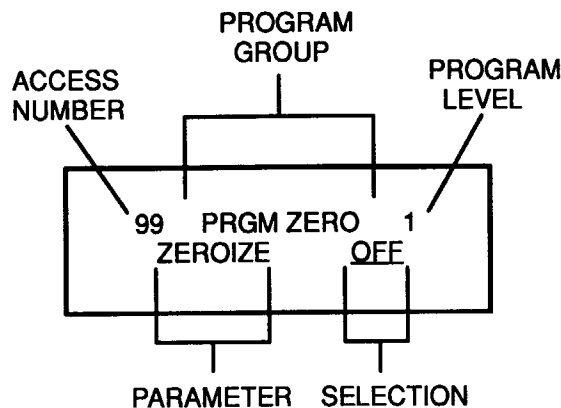 PROGRAM
GROUP
ACCESS
NUMBER
PROGRAM
LEVEL
99 PRGM ZERO 1
ZEROIZE OFF
PARAMETER
SELECTION